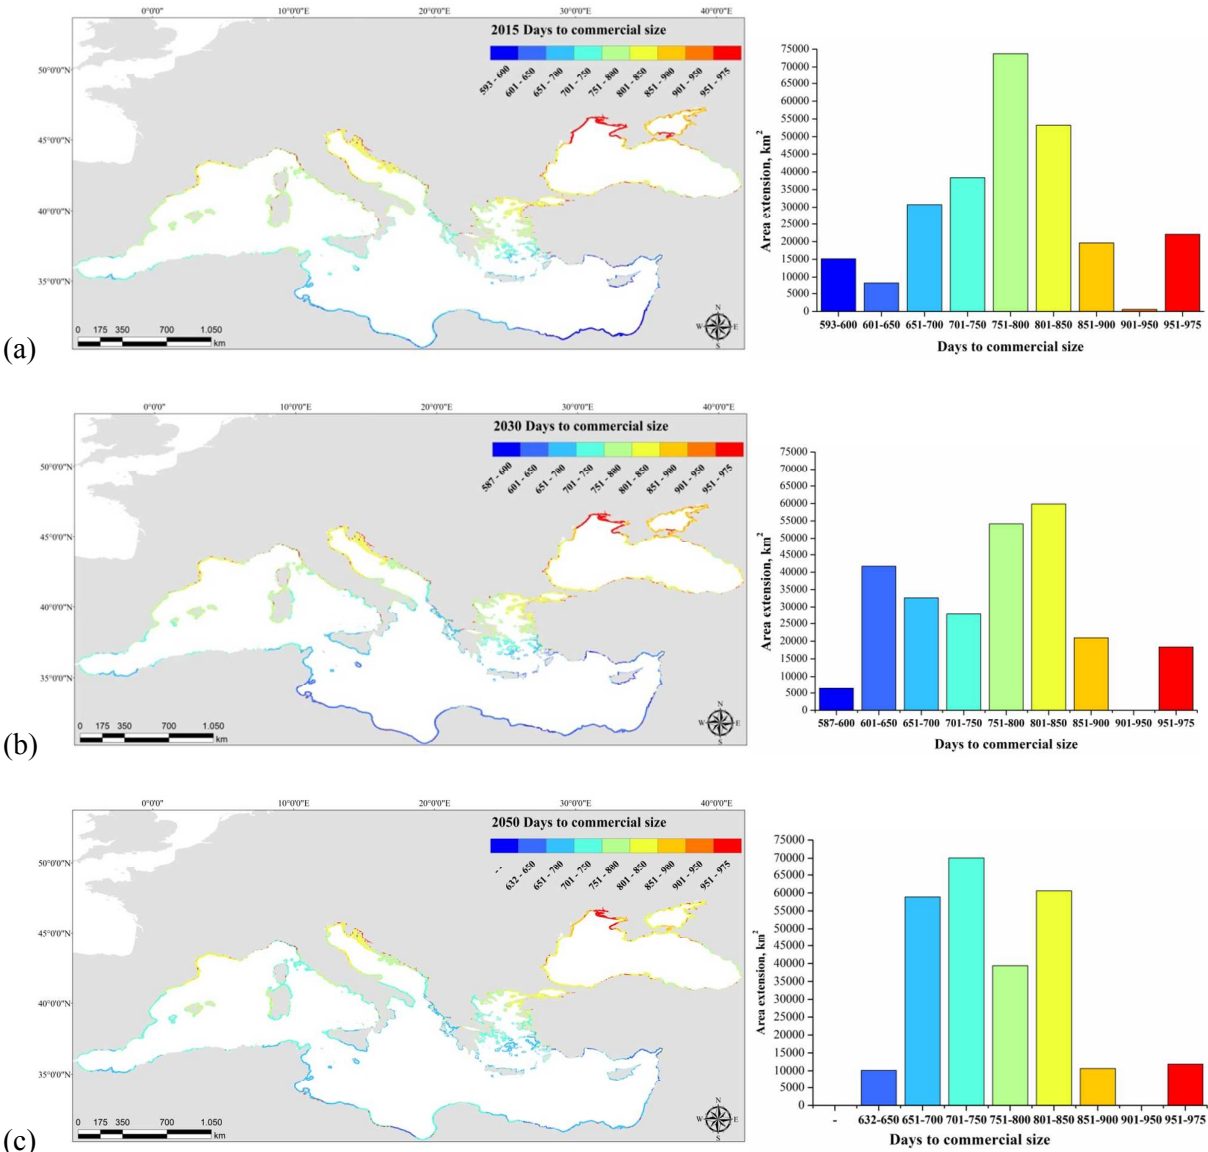 0°0'0"
10°0'0"E
20°0'0"E
30°0'0"E
40°0'0"E
50°0'0"N
45°0'0"N
40°0'0"N
35°0'0"N
2015 Days to commercial size
593 - 600
601 - 650
651 - 700
701 - 750
751 - 800
801 - 850
851 - 900
901 - 950
951 - 975
0 175 350 700 1.050
km
N
W E
S
(a)
Area extension, km²
75000
70000
65000
60000
55000
50000
45000
40000
35000
30000
25000
20000
15000
10000
5000
0
593-600 601-650 651-700 701-750 751-800 801-850 851-900 901-950 951-975
Days to commercial size
0°0'0"
10°0'0"E
20°0'0"E
30°0'0"E
40°0'0"E
50°0'0"N
45°0'0"N
40°0'0"N
35°0'0"N
2030 Days to commercial size
587 - 600
601 - 650
651 - 700
701 - 750
751 - 800
801 - 850
851 - 900
901 - 950
951 - 975
0 175 350 700 1.050
km
N
W E
S
(b)
Area extension, km²
75000
70000
65000
60000
55000
50000
45000
40000
35000
30000
25000
20000
15000
10000
5000
0
587-600 601-650 651-700 701-750 751-800 801-850 851-900 901-950 951-975
Days to commercial size
0°0'0"
10°0'0"E
20°0'0"E
30°0'0"E
40°0'0"E
50°0'0"N
45°0'0"N
40°0'0"N
35°0'0"N
2050 Days to commercial size
- -
632 - 650
651 - 700
701 - 750
751 - 800
801 - 850
851 - 900
901 - 950
951 - 975
0 175 350 700 1.050
km
N
W E
S
(c)
Area extension, km²
75000
70000
65000
60000
55000
50000
45000
40000
35000
30000
25000
20000
15000
10000
5000
0
- 632-650 651-700 701-750 751-800 801-850 851-900 901-950 951-975
Days to commercial size